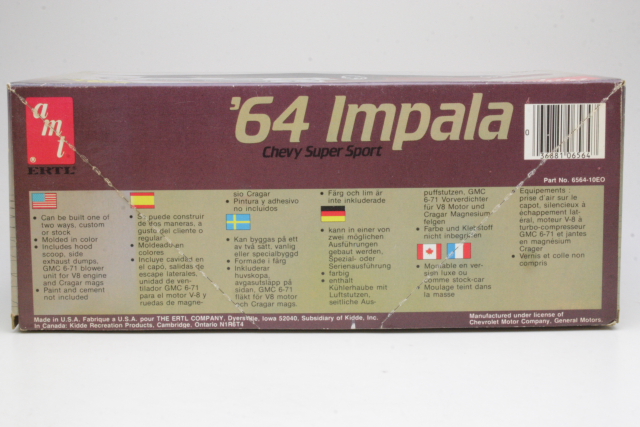 amt
®
ERTL®
'64 Impala
Chevy Super Sport
0
36881 06564
Part No. 6564-10EO
• Can be built one of
two ways, custom
or stock
• Molded in color
• Includes hood
scoop, side
exhaust dumps,
GMC 6-71 blower
unit for V8 engine
and Cragar mags
• Paint and cement
not included
• Se puede construir
de dos maneras, a
gusto del cliente o
regular
• Moldeado en
colores
• Incluye cavidad en
el capó, salidas de
escape laterales,
unidad de ven-
tilador GMC 6-71
para el motor V-8 y
ruedas de magne-
sio Cragar
• Pintura y adhesivo
no incluidos
• Kan byggas på ett
av två sätt, vanlig
eller specialbyggd
• Formade i färg
• Inkluderar
huvskopa,
avgasutsläpp på
sidan, GMC 6-71
fläkt för V8 motor
och Cragar mags.
• Färg och lim är
inte inkluderade
• kann in einer von
zwei möglichen
Ausführungen
gebaut werden,
Spezial- oder
Serienausführung
• farbig
• enthält
Kühlerhaube mit
Luftstutzen,
seitliche Aus-
puffstutzen, GMC
6-71 Vorverdichter
für V8 Motor und
Cragar Magnesium
felgen
• Farbe und Klebstoff
nicht inbegriffen
• Montable en ver-
sion luxe ou
comme stock-car
• Moulage teint dans
la masse
• Equipements :
prise d'air sur le
capot, silencieux à
échappement lat-
éral, moteur V-8 à
turbo-compresseur
GMC 6-71 et jantes
en magnésium
Cragar
• Vernis et colle non
compris
Made in U.S.A. Fabrique a U.S.A. pour THE ERTL COMPANY, Dyersville, Iowa 52040. Subsidiary of Kidde, Inc.
In Canada: Kidde Recreation Products, Cambridge, Ontario N1R6T4
Manufactured under license of
Chevrolet Motor Company, General Motors.